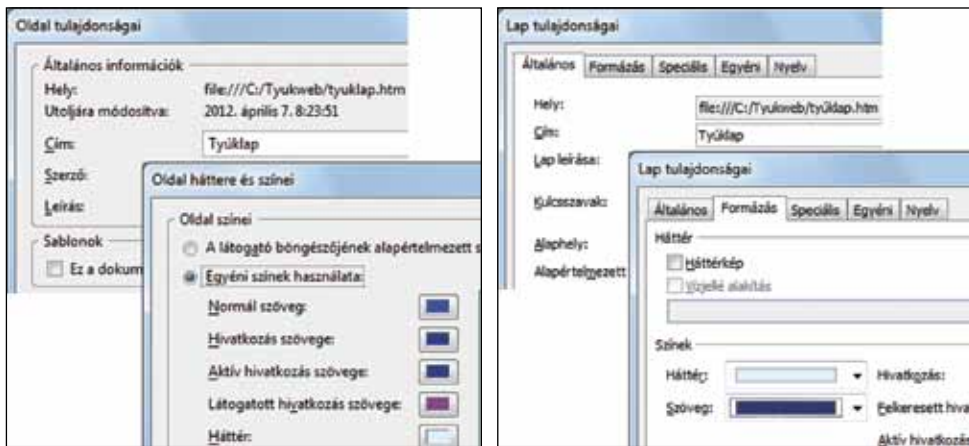 Oldal tulajdonságai
Általános információk
Hely: file:///C:/Tyukweb/tyuklap.htm
Utoljára módosítva: 2012. április 7. 8:23:51
Cím: Tyúklap
Szerző:
Leírás:
Sablonok
Ez a dokum
Oldal háttere és színei
Oldal színei
A látogató böngészőjének alapértelmezett s
Egyéni színek használata:
Normál szöveg:
Hivatkozás szövege:
Aktív hivatkozás szövege:
Látogatott hivatkozás szövege:
Háttér:
Lap tulajdonságai
Általános Formázás Speciális Egyéni Nyelv
Hely: file:///C:/Tyukweb/tyúklap.htm
Cím: Tyúklap
Lap leírása:
Kulcsszavak:
Alaphely:
Alapértelmezett
Lap tulajdonságai
Általános Formázás Speciális Egyéni Nyelv
Háttér
Háttérkép
Vízjellé alakítás
Színek
Háttér: Hivatkozás:
Szöveg: Felkeresett hiva
Aktív hivatkozás